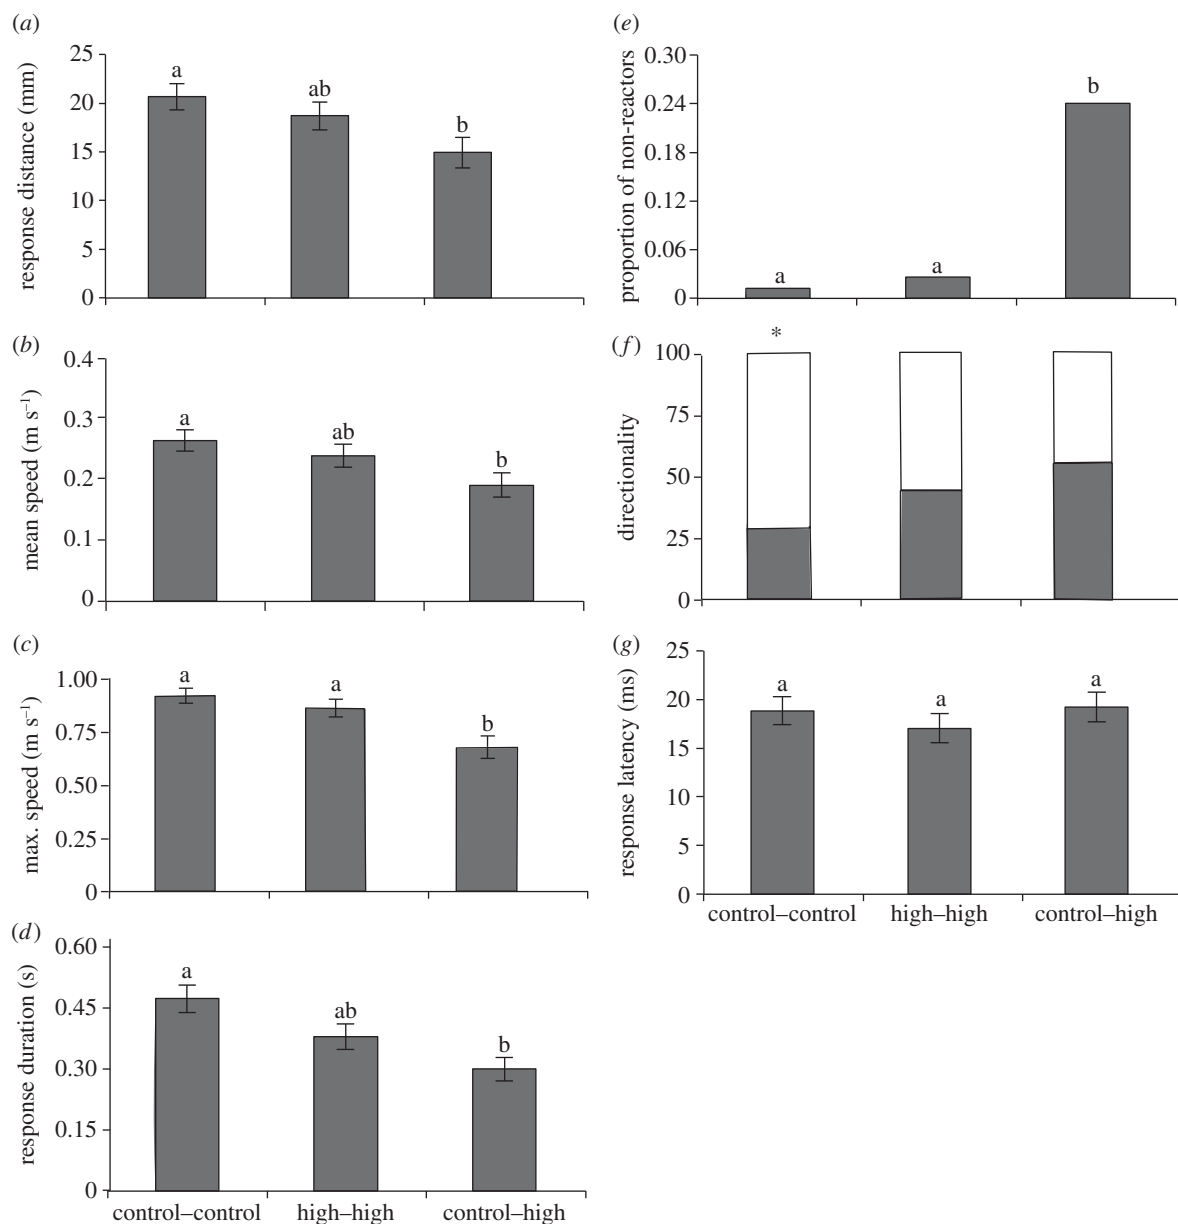 (a)
response distance (mm)
25
20
15
10
5
0
a
ab
b
(b)
mean speed (m s⁻¹)
0.4
0.3
0.2
0.1
0
a
ab
b
(c)
max. speed (m s⁻¹)
1.00
0.75
0.50
0.25
0
a
a
b
(d)
response duration (s)
0.60
0.45
0.30
0.15
0
a
ab
b
control–control
high–high
control–high
(e)
proportion of non-reactors
0.30
0.24
0.18
0.12
0.06
0
a
a
b
(f)
directionality
100
75
50
25
0
*
(g)
response latency (ms)
25
20
15
10
5
0
a
a
a
control–control
high–high
control–high